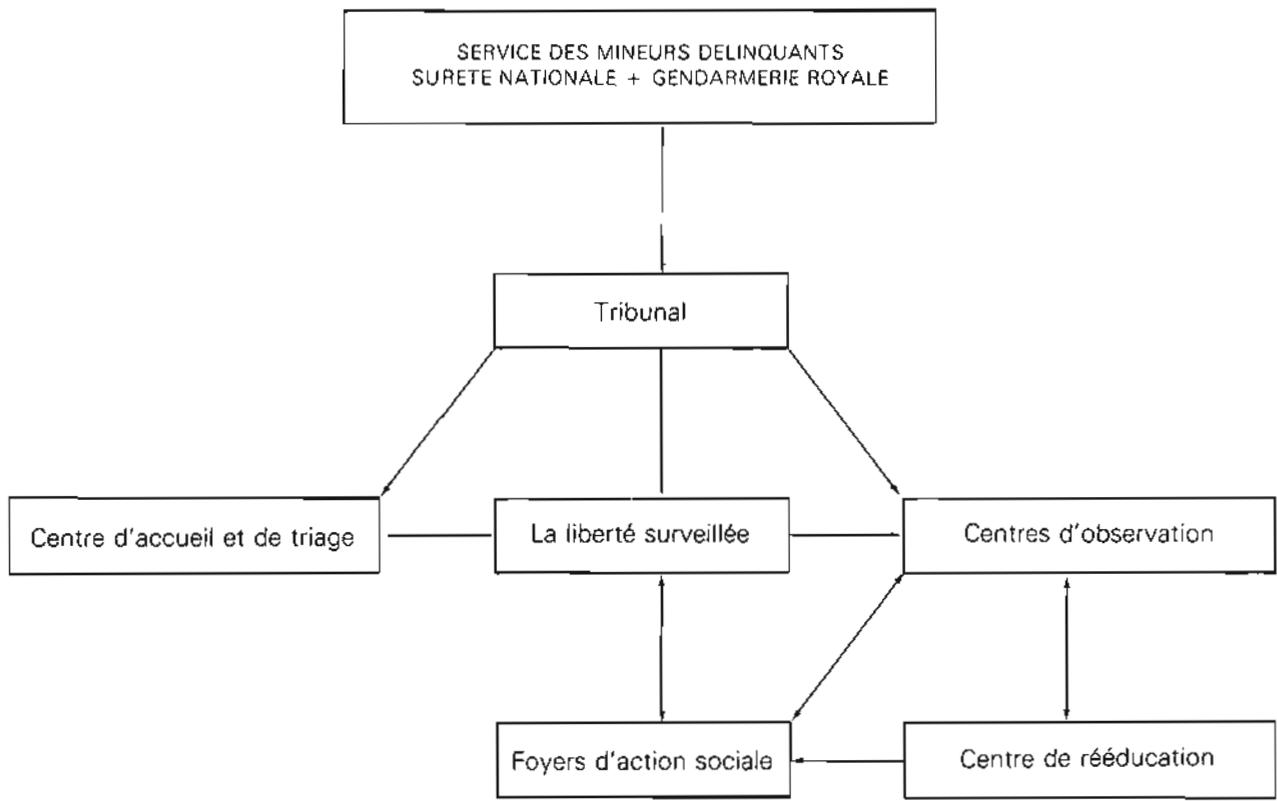 SERVICE DES MINEURS DELINQUANTS
SURETE NATIONALE + GENDARMERIE ROYALE
Tribunal
Centre d'accueil et de triage
La liberté surveillée
Centres d'observation
Foyers d'action sociale
Centre de rééducation